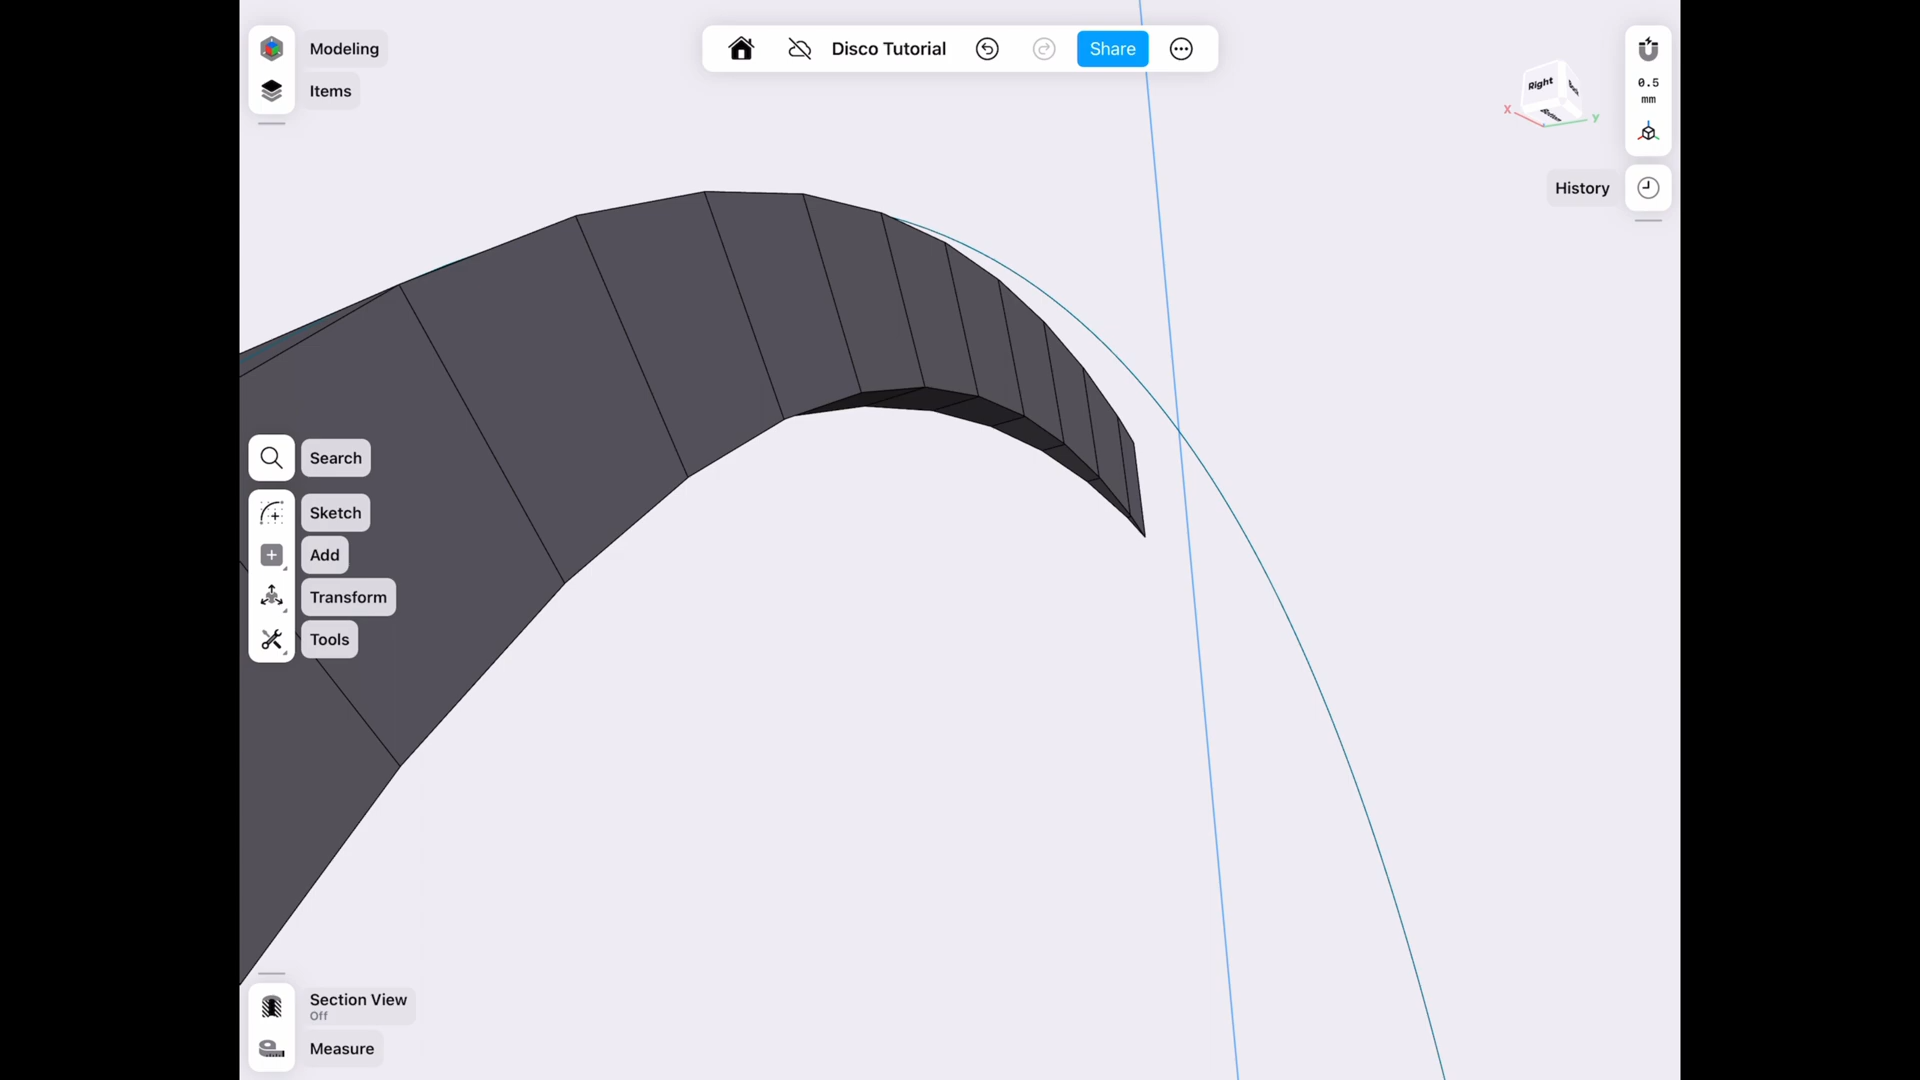 Modeling
Items
Disco Tutorial
Share
Right
X
Y
0.5
mm
History
Search
Sketch
Add
Transform
Tools
Section View
Off
Measure